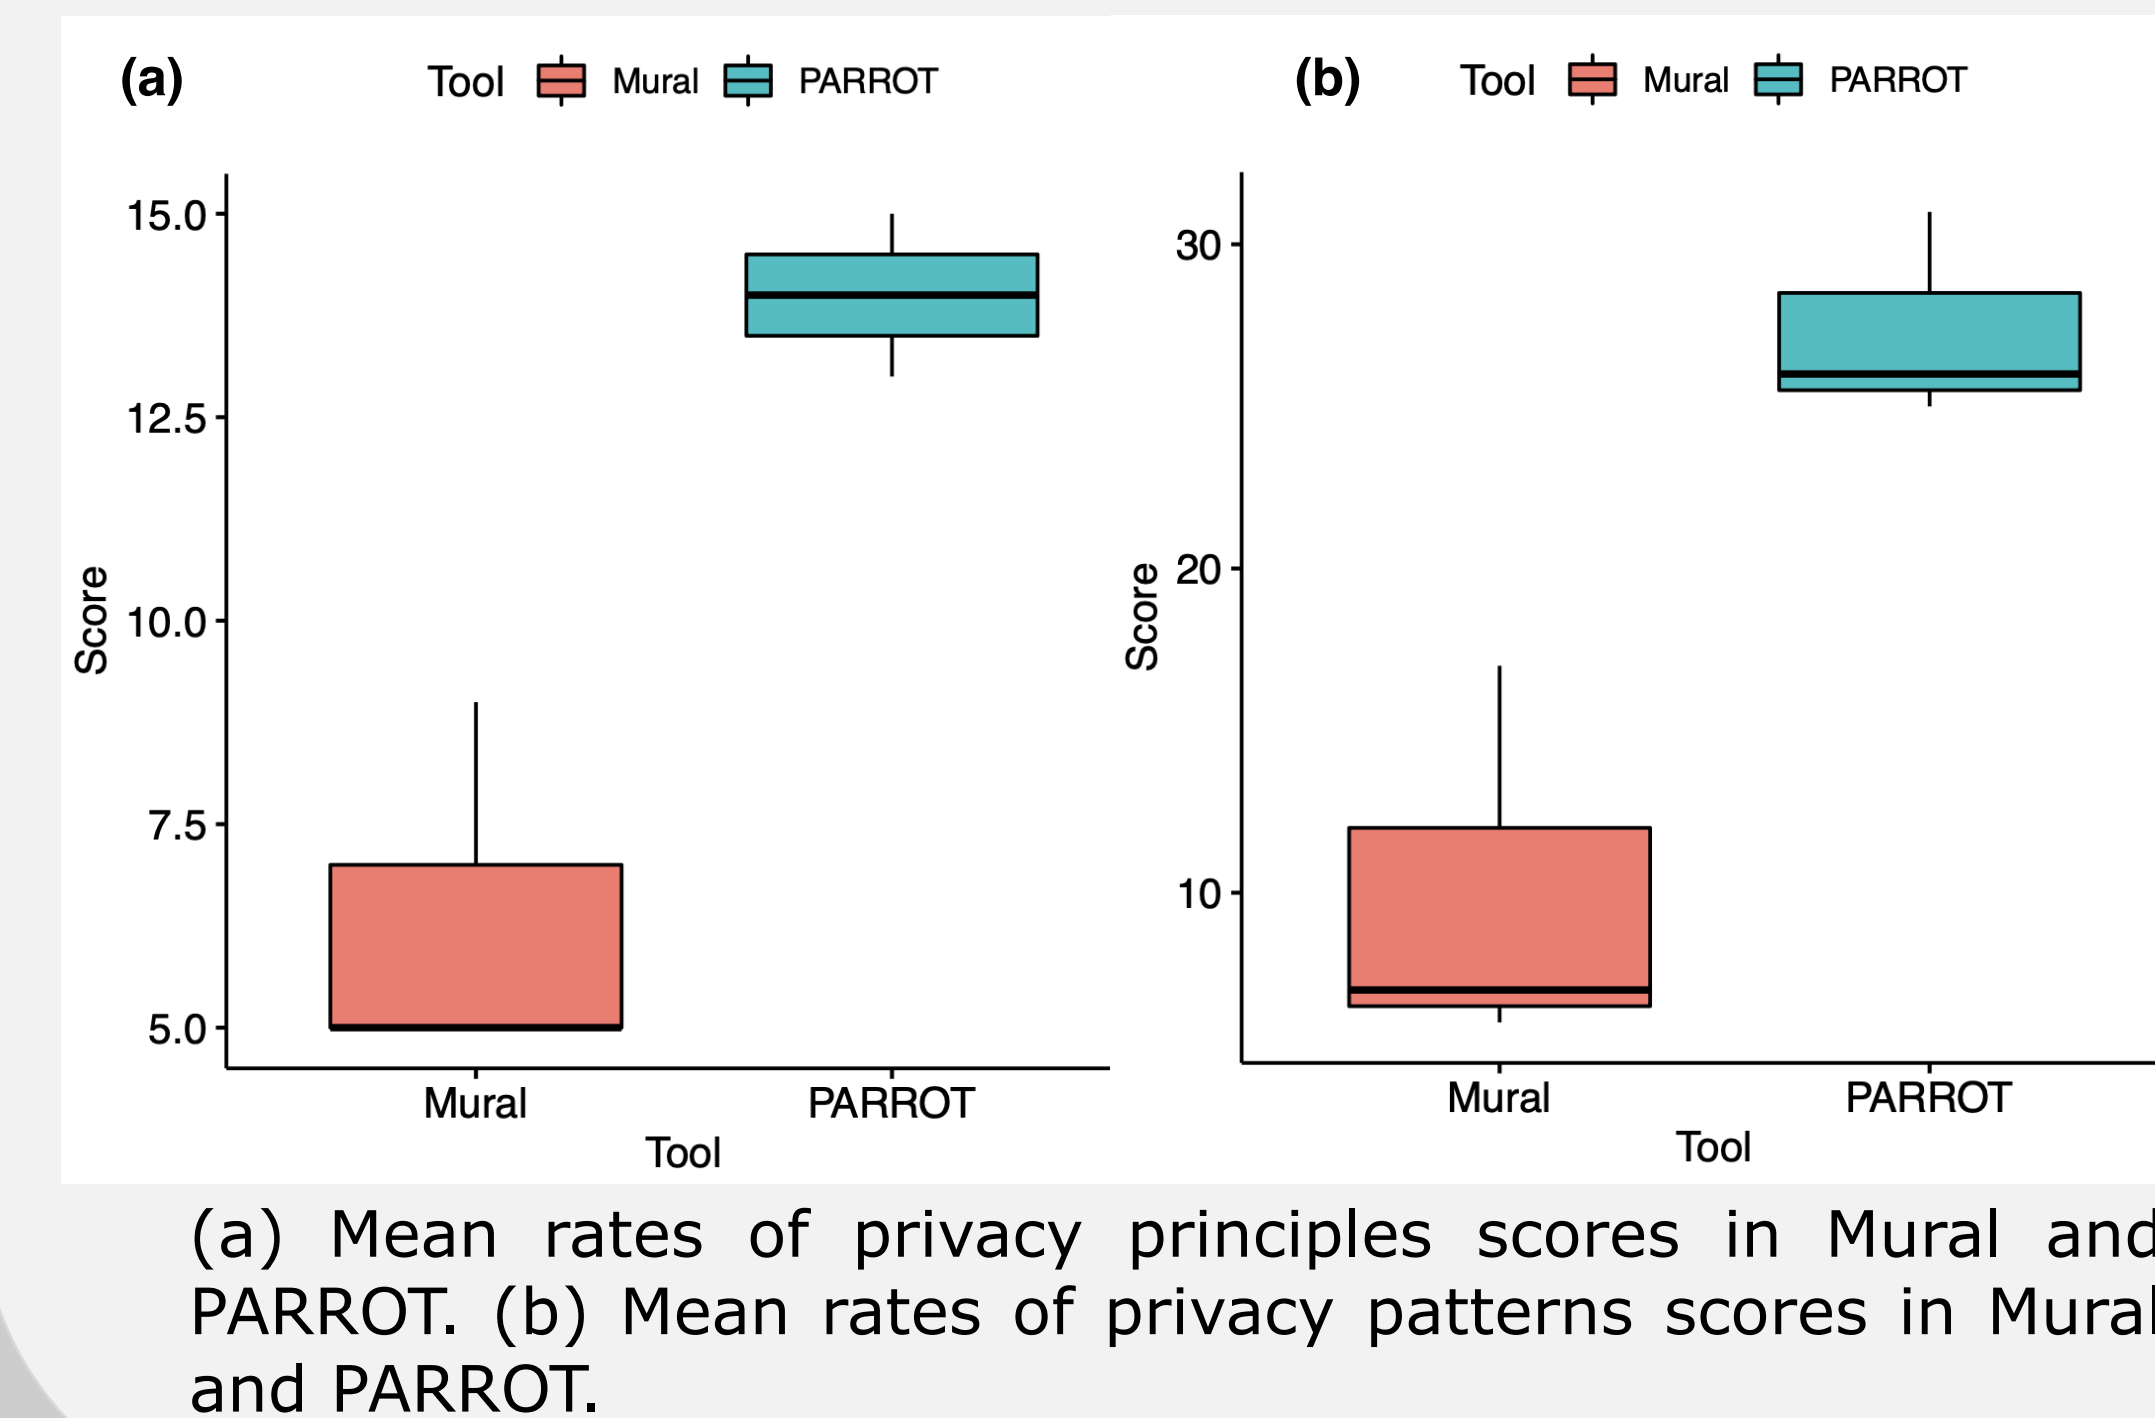 (a)
Tool Mural PARROT
15.0
12.5
10.0
7.5
5.0
Score
Mural PARROT
Tool
(b)
Tool Mural PARROT
30
20
10
Score
Mural PARROT
Tool
(a) Mean rates of privacy principles scores in Mural and
PARROT. (b) Mean rates of privacy patterns scores in Mural
and PARROT.